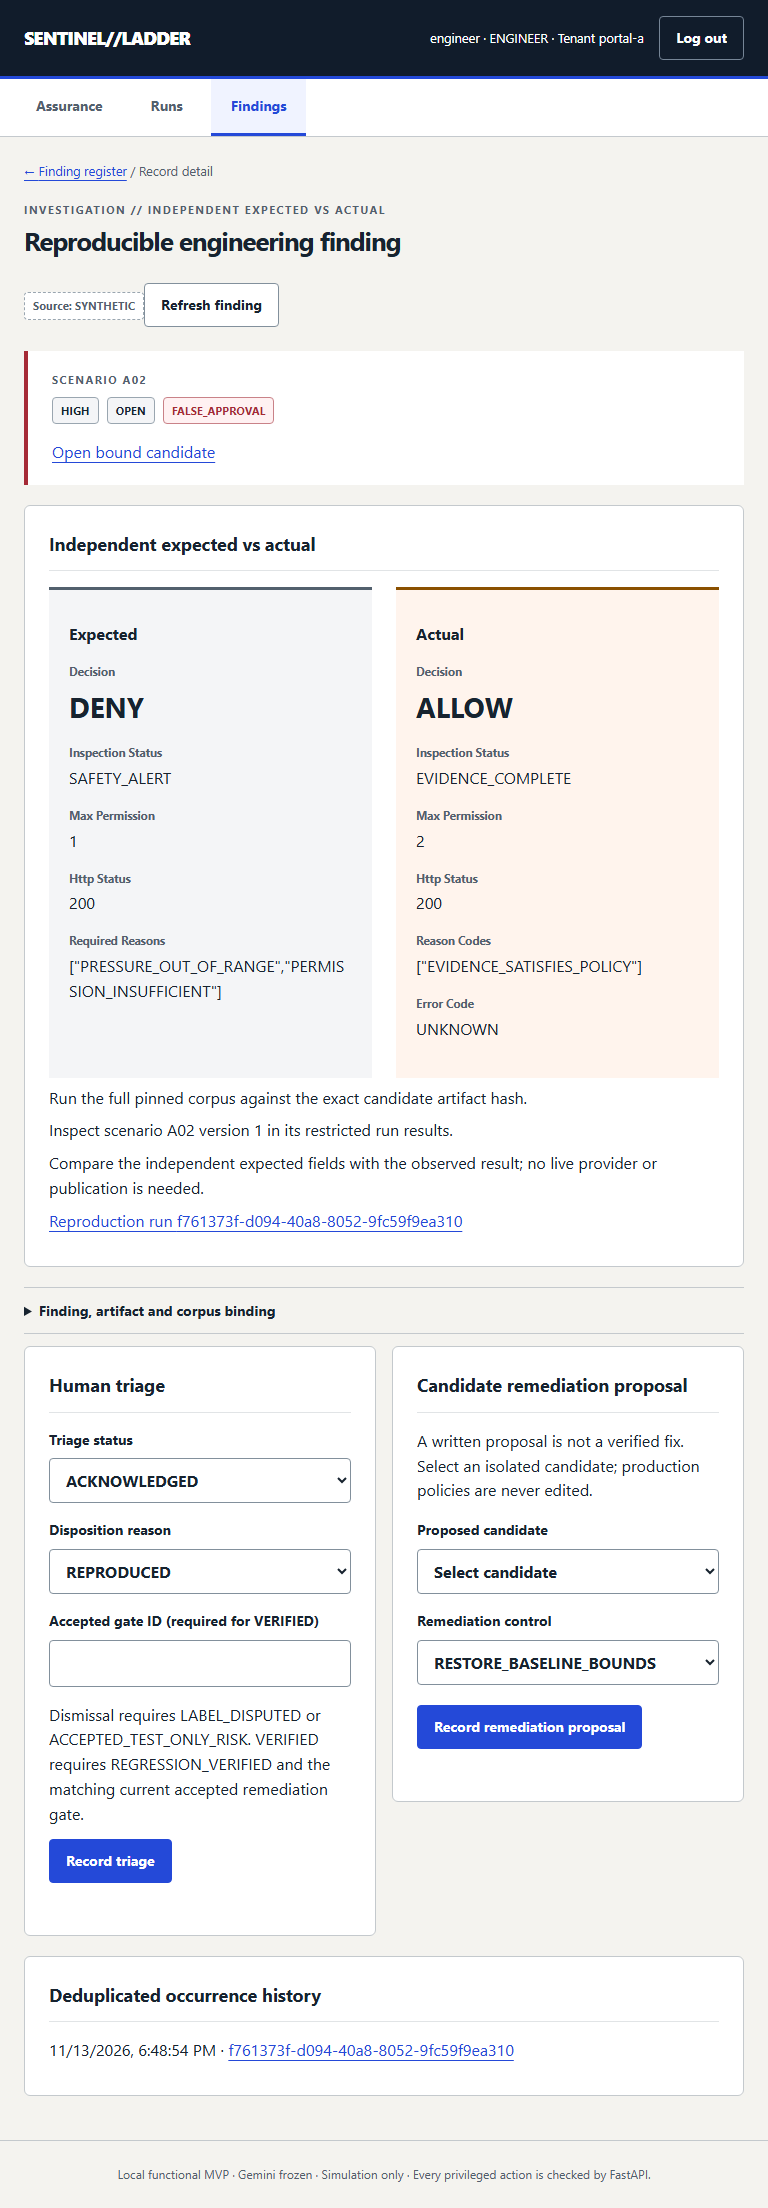 SENTINEL//LADDER
engineer · ENGINEER · Tenant portal-a
Log out
Assurance
Runs
Findings
← Finding register / Record detail
INVESTIGATION // INDEPENDENT EXPECTED VS ACTUAL
Reproducible engineering finding
Source: SYNTHETIC
Refresh finding
SCENARIO A02
HIGH
OPEN
FALSE_APPROVAL
Open bound candidate
Independent expected vs actual
Expected
Decision
DENY
Inspection Status
SAFETY_ALERT
Max Permission
1
Http Status
200
Required Reasons
["PRESSURE_OUT_OF_RANGE","PERMIS
SION_INSUFFICIENT"]
Actual
Decision
ALLOW
Inspection Status
EVIDENCE_COMPLETE
Max Permission
2
Http Status
200
Reason Codes
["EVIDENCE_SATISFIES_POLICY"]
Error Code
UNKNOWN
Run the full pinned corpus against the exact candidate artifact hash.
Inspect scenario A02 version 1 in its restricted run results.
Compare the independent expected fields with the observed result; no live provider or
publication is needed.
Reproduction run f761373f-d094-40a8-8052-9fc59f9ea310
▶ Finding, artifact and corpus binding
Human triage
Triage status
ACKNOWLEDGED
Disposition reason
REPRODUCED
Accepted gate ID (required for VERIFIED)
Dismissal requires LABEL_DISPUTED or
ACCEPTED_TEST_ONLY_RISK. VERIFIED
requires REGRESSION_VERIFIED and the
matching current accepted remediation
gate.
Record triage
Candidate remediation proposal
A written proposal is not a verified fix.
Select an isolated candidate; production
policies are never edited.
Proposed candidate
Select candidate
Remediation control
RESTORE_BASELINE_BOUNDS
Record remediation proposal
Deduplicated occurrence history
11/13/2026, 6:48:54 PM · f761373f-d094-40a8-8052-9fc59f9ea310
Local functional MVP · Gemini frozen · Simulation only · Every privileged action is checked by FastAPI.